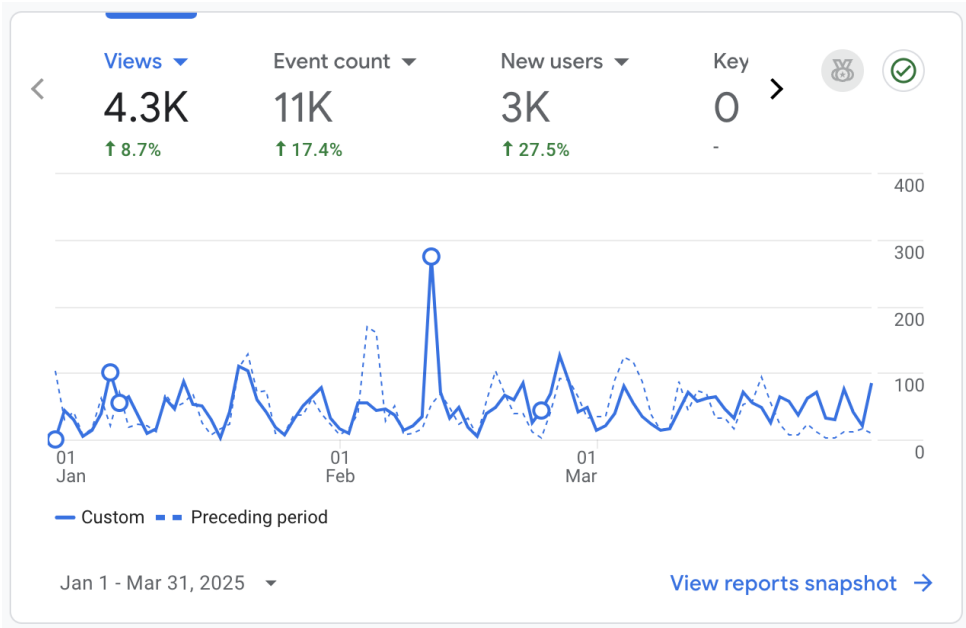 Views Event count New users Key
4.3K 11K 3K 0
↑ 8.7% ↑ 17.4% ↑ 27.5% -
400
300
200
100
0
01 01 01
Jan Feb Mar
Custom Preceding period
Jan 1 - Mar 31, 2025 View reports snapshot →